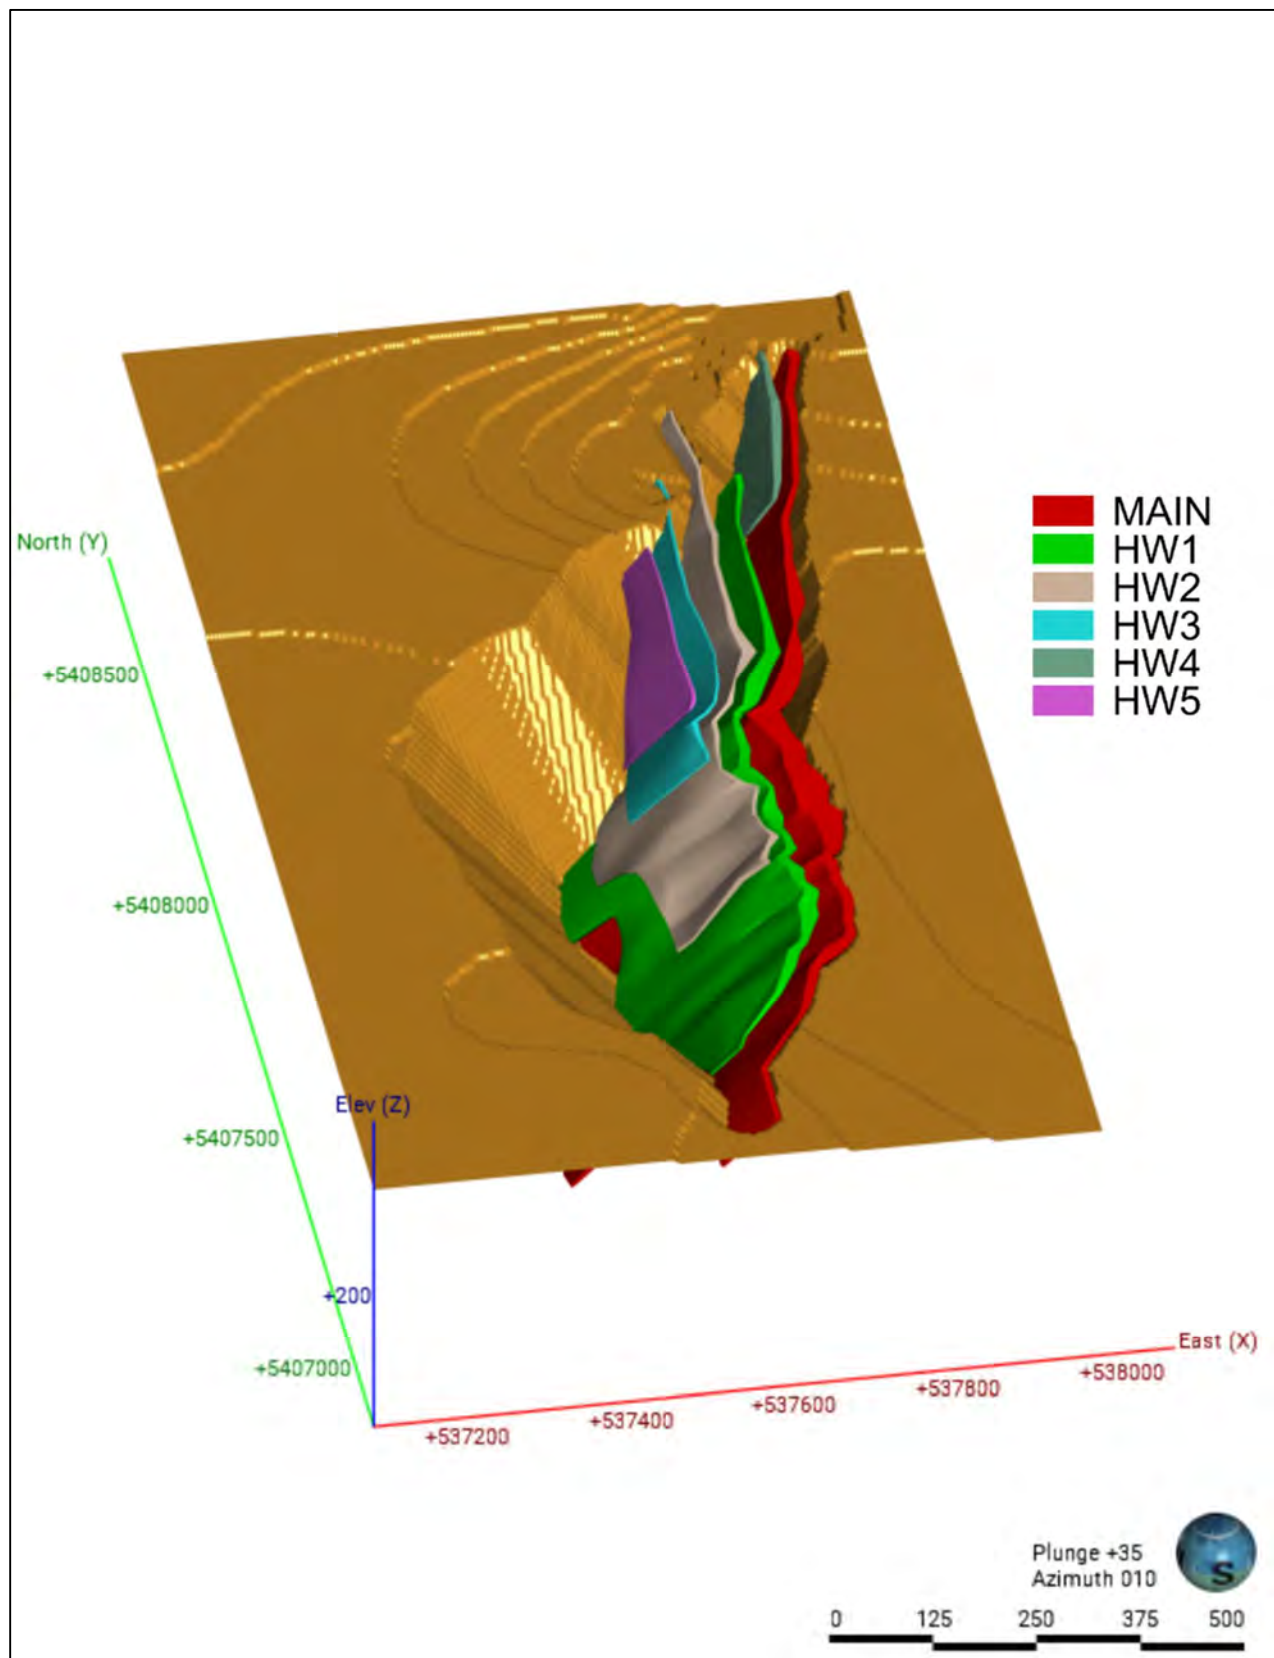 MAIN
HW1
HW2
HW3
HW4
HW5
North (Y)
+5408500
+5408000
+5407500
Elev (Z)
+200
+5407000
East (X)
+538000
+537800
+537600
+537400
+537200
Plunge +35
Azimuth 010
S
0 125 250 375 500